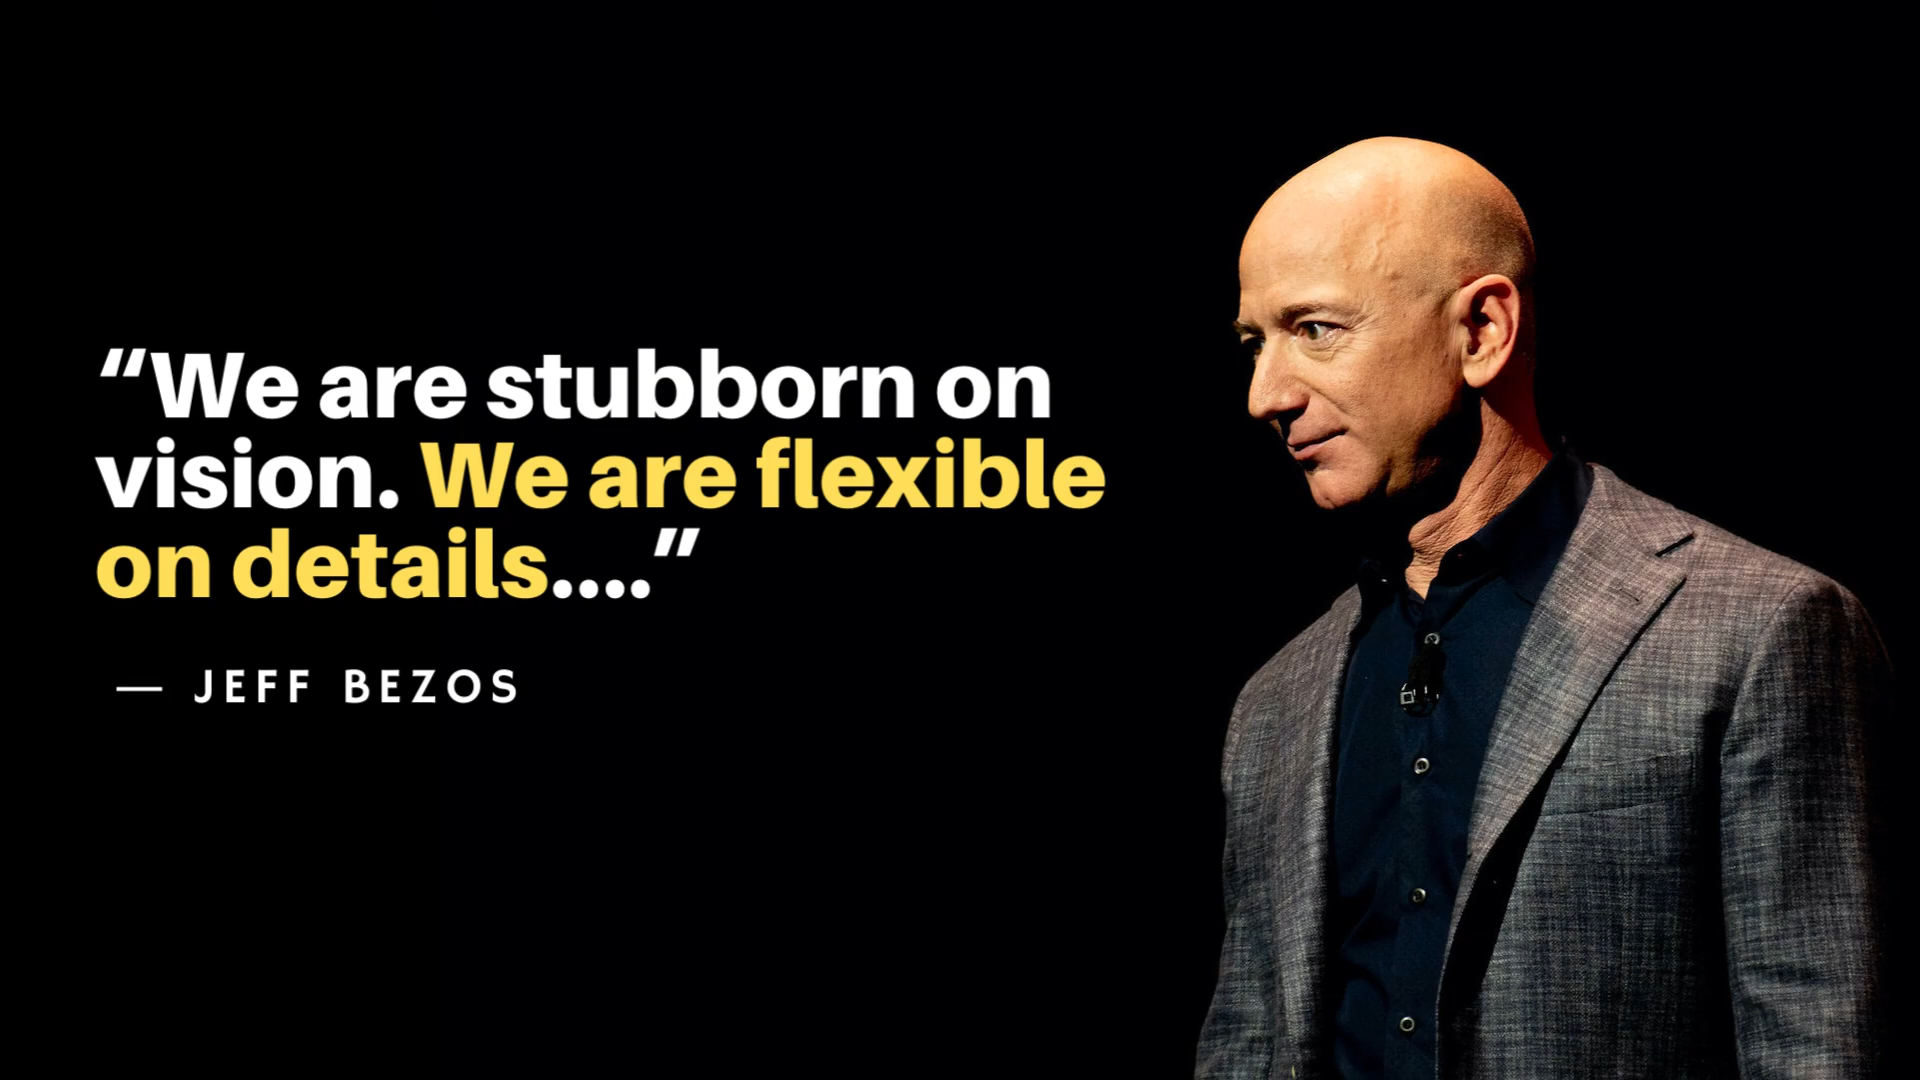 “We are stubborn on
vision. We are flexible
on details....”
— JEFF BEZOS